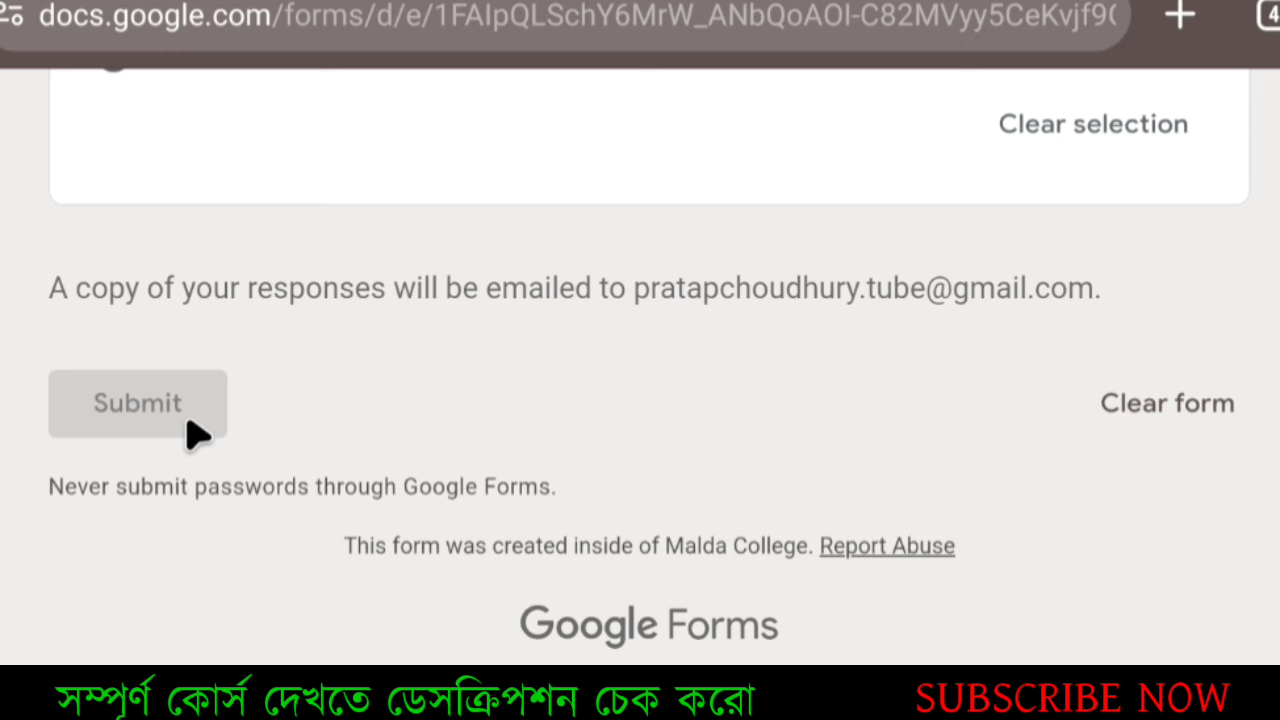 docs.google.com/forms/d/e/1FAIpQLSchY6MrW_ANbQoAOI-C82MVyy5CeKvjf9
4
Clear selection
A copy of your responses will be emailed to pratapchoudhury.tube@gmail.com.
Submit
Clear form
Never submit passwords through Google Forms.
This form was created inside of Malda College. Report Abuse
Google Forms
সম্পূর্ণ কোর্স দেখতে ডেসক্রিপশন চেক করো
SUBSCRIBE NOW